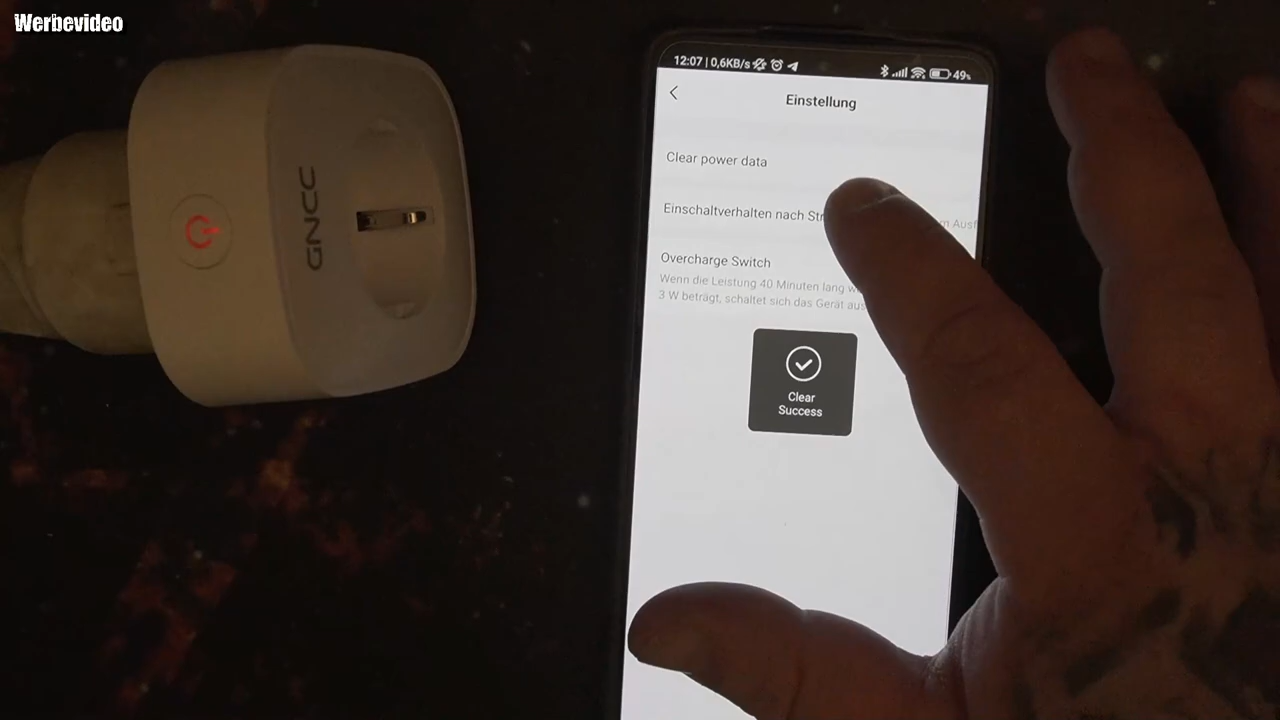 Werbevideo
12:07 | 0,6KB/s
49%
Einstellung
Clear power data
Einschaltverhalten nach
Ausf
Overcharge Switch
Wenn die Leistung 40 Minuten lang
3 W beträgt, schaltet sich das Gerät aus
Clear
Success
GNCC